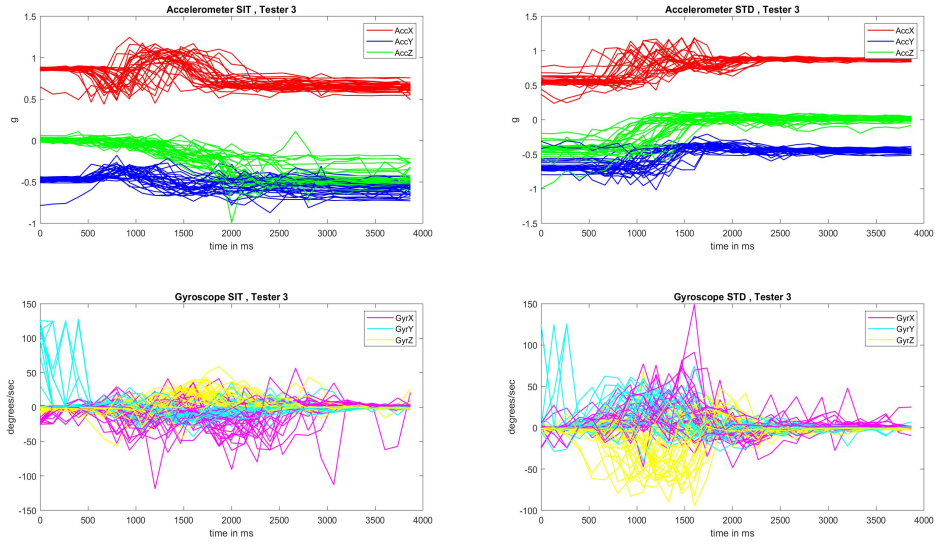 Accelerometer SIT , Tester 3
1.5
1
0.5
0
-0.5
-1
g
AccX
AccY
AccZ
0 500 1000 1500 2000 2500 3000 3500 4000
time in ms
Accelerometer STD , Tester 3
1.5
1
0.5
0
-0.5
-1
-1.5
g
AccX
AccY
AccZ
0 500 1000 1500 2000 2500 3000 3500 4000
time in ms
Gyroscope SIT , Tester 3
150
100
50
0
-50
-100
-150
degrees/sec
GyrX
GyrY
GyrZ
0 500 1000 1500 2000 2500 3000 3500 4000
time in ms
Gyroscope STD , Tester 3
150
100
50
0
-50
-100
degrees/sec
GyrX
GyrY
GyrZ
0 500 1000 1500 2000 2500 3000 3500 4000
time in ms